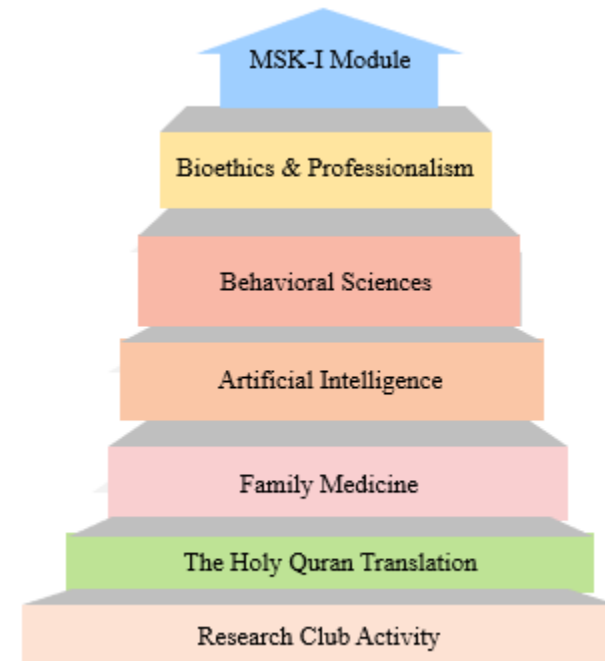 MSK-I Module
Bioethics & Professionalism
Behavioral Sciences
Artificial Intelligence
Family Medicine
The Holy Quran Translation
Research Club Activity